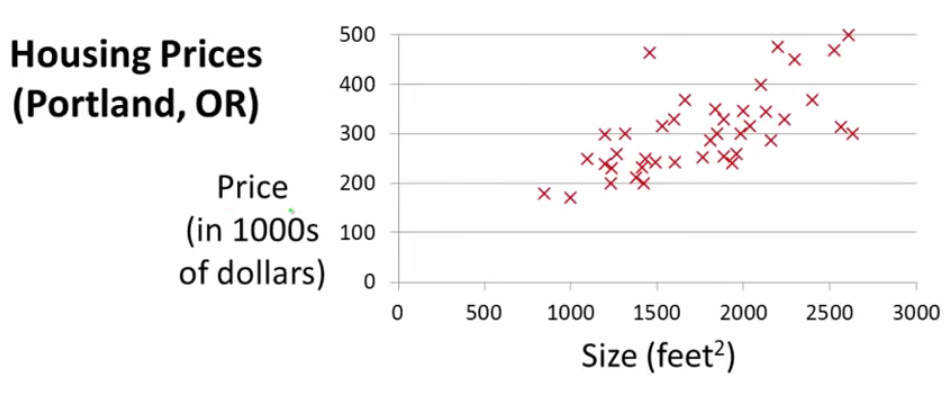 Housing Prices
(Portland, OR)
Price
(in 1000s
of dollars)
500
400
300
200
100
0
0 500 1000 1500 2000 2500 3000
Size (feet²)